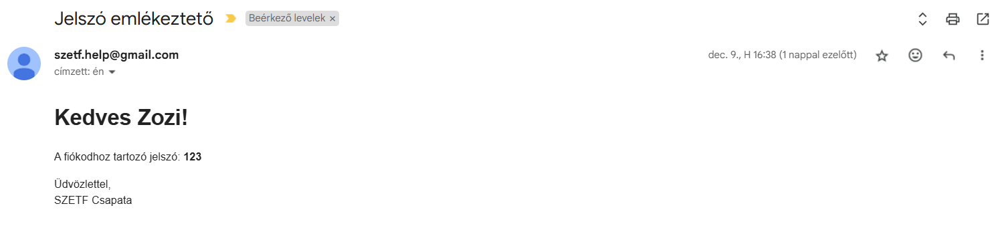 Jelszó emlékeztető
Beérkező levelek ×
szetf.help@gmail.com
dec. 9., H 16:38 (1 nappal ezelőtt)
címzett: én
Kedves Zozi!
A fiókodhoz tartozó jelszó: 123
Üdvözlettel,
SZETF Csapata